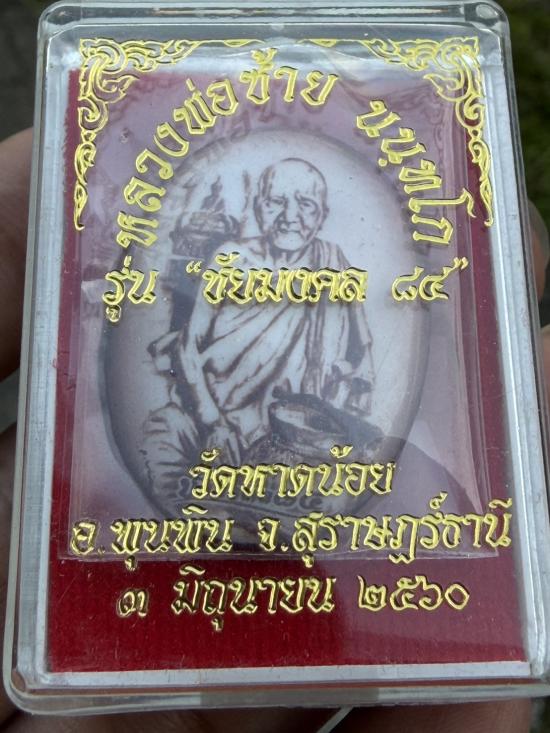 หลวงพ่อซ้าย นนฺทโก
รุ่น "ชัยมงคล ๘๔"
วัดหาดน้อย
อ.พุนพิน จ.สุราษฎร์ธานี
๓ มิถุนายน ๒๕๖๐